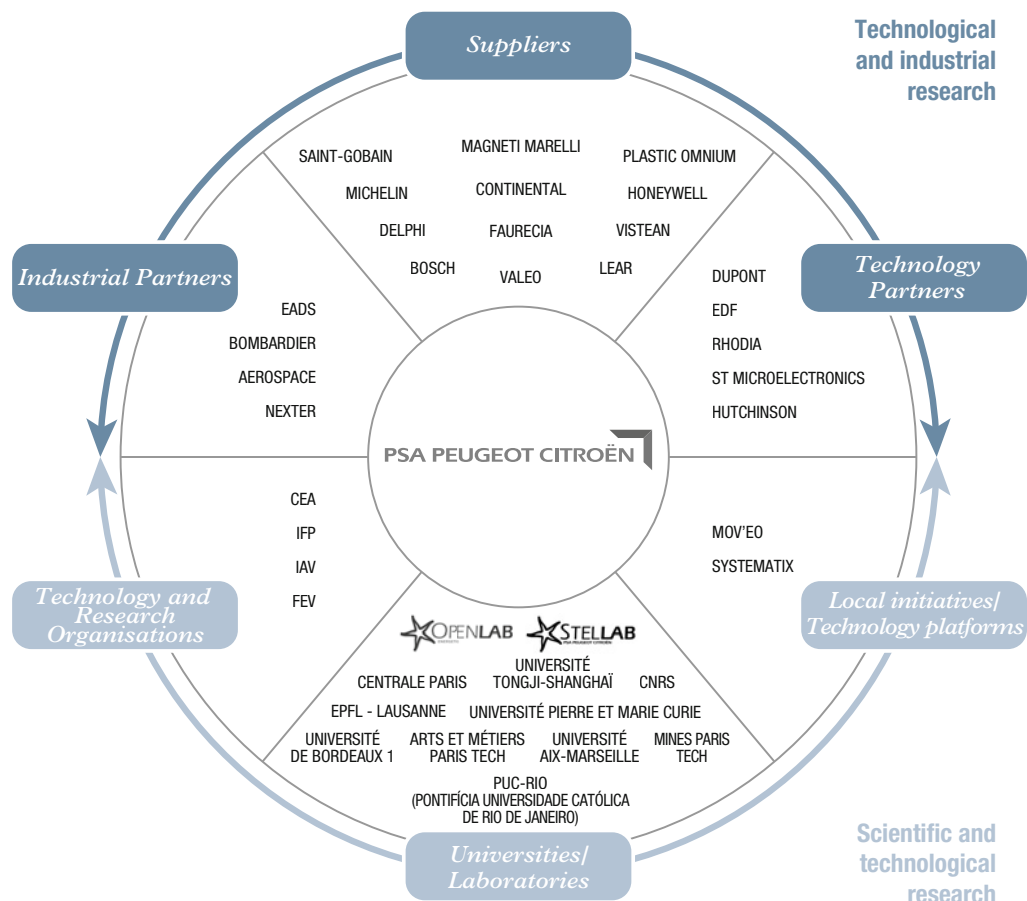 Suppliers
Technological
and industrial
research
SAINT-GOBAIN
MAGNETI MARELLI
PLASTIC OMNIUM
MICHELIN
CONTINENTAL
HONEYWELL
DELPHI
FAURECIA
VISTEAN
BOSCH
VALEO
LEAR
Industrial Partners
Technology
Partners
EADS
BOMBARDIER
AEROSPACE
NEXTER
DUPONT
EDF
RHODIA
ST MICROELECTRONICS
HUTCHINSON
PSA PEUGEOT CITROËN
CEA
IFP
IAV
FEV
MOV'EO
SYSTEMATIX
Technology and
Research
Organisations
Local initiatives/
Technology platforms
OPENLAB
STELLAB
PSA PEUGEOT CITROËN
CENTRALE PARIS
UNIVERSITÉ
TONGJI-SHANGHAÏ
CNRS
EPFL - LAUSANNE
UNIVERSITÉ PIERRE ET MARIE CURIE
UNIVERSITÉ
DE BORDEAUX 1
ARTS ET MÉTIERS
PARIS TECH
UNIVERSITÉ
AIX-MARSEILLE
MINES PARIS
TECH
PUC-RIO
(PONTIFÍCIA UNIVERSIDADE CATÓLICA
DE RIO DE JANEIRO)
Universities/
Laboratories
Scientific and
technological
research